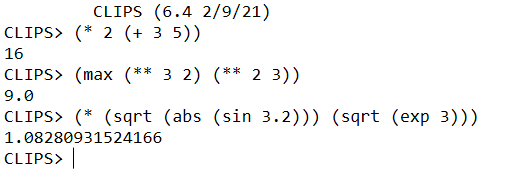 CLIPS (6.4 2/9/21)
CLIPS> (* 2 (+ 3 5))
16
CLIPS> (max (** 3 2) (** 2 3))
9.0
CLIPS> (* (sqrt (abs (sin 3.2))) (sqrt (exp 3)))
1.08280931524166
CLIPS>